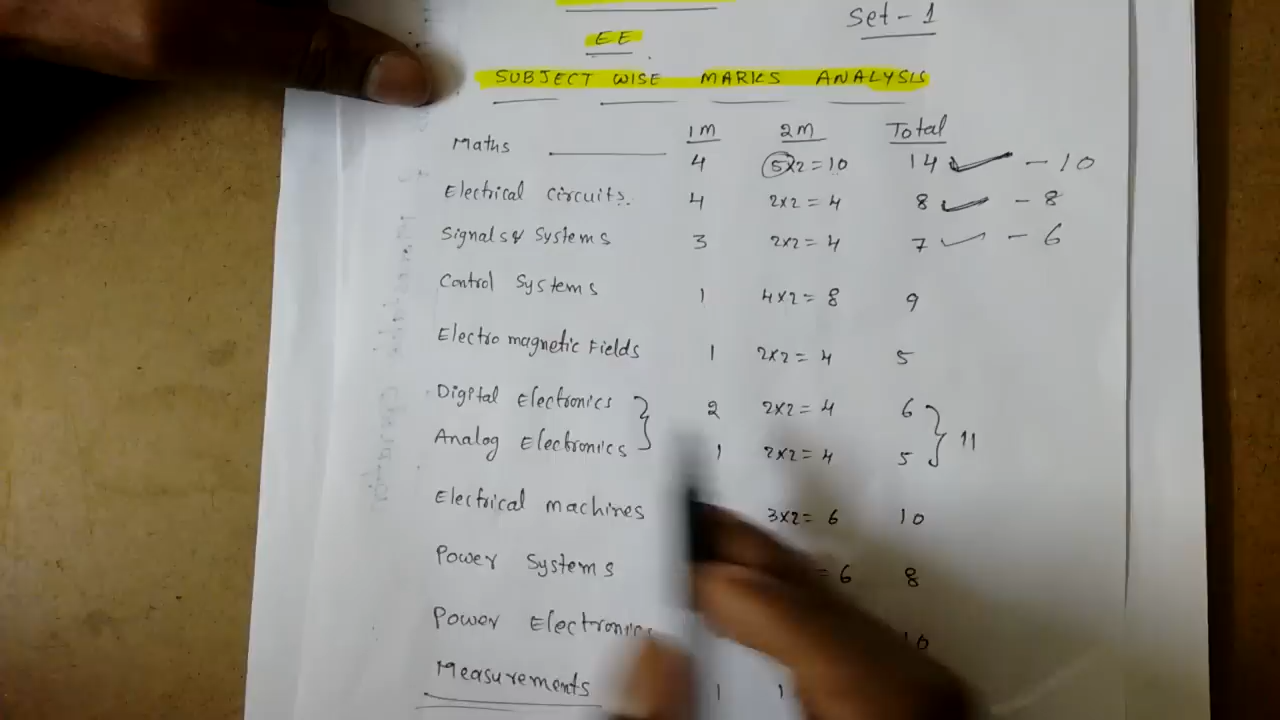 Set - 1
EE
SUBJECT WISE MARKS ANALYSIS
1M 2M Total
Maths 4 5x2=10 14 - 10
Electrical Circuits. 4 2x2=4 8 - 8
Signals & Systems 3 2x2=4 7 - 6
Control Systems 1 4x2=8 9
Electro magnetic Fields 1 2x2=4 5
Digital Electronics 2 2x2=4 6
11
Analog Electronics 1 2x2=4 5
Electrical machines 3x2=6 10
Power Systems =6 8
Power Electronics 10
Measurements 1 1